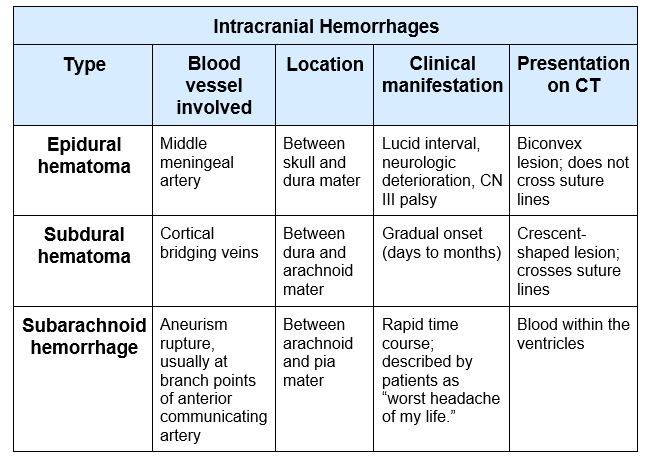 Intracranial Hemorrhages
Type
Blood
vessel
involved
Location
Clinical
manifestation
Presentation
on CT
Epidural
hematoma
Middle
meningeal
artery
Between
skull and
dura mater
Lucid interval,
neurologic
deterioration, CN
III palsy
Biconvex
lesion; does not
cross suture
lines
Subdural
hematoma
Cortical
bridging veins
Between
dura and
arachnoid
mater
Gradual onset
(days to months)
Crescent-
shaped lesion;
crosses suture
lines
Subarachnoid
hemorrhage
Aneurism
rupture,
usually at
branch points
of anterior
communicating
artery
Between
arachnoid
and pia
mater
Rapid time
course;
described by
patients as
“worst headache
of my life.”
Blood within the
ventricles